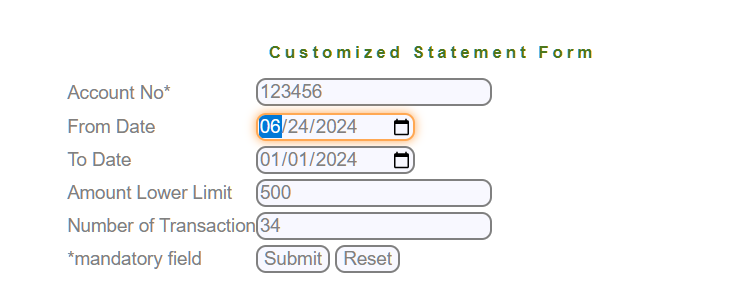 Customized Statement Form
Account No* 123456
From Date 06/24/2024
To Date 01/01/2024
Amount Lower Limit 500
Number of Transaction 34
*mandatory field Submit Reset